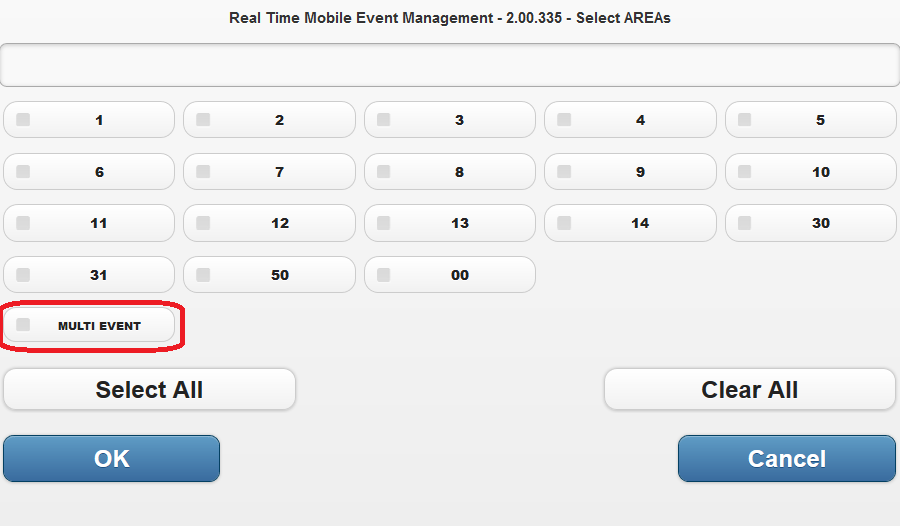 Real Time Mobile Event Management - 2.00.335 - Select AREAs
1 2 3 4 5
6 7 8 9 10
11 12 13 14 30
31 50 00
MULTI EVENT
Select All Clear All
OK Cancel